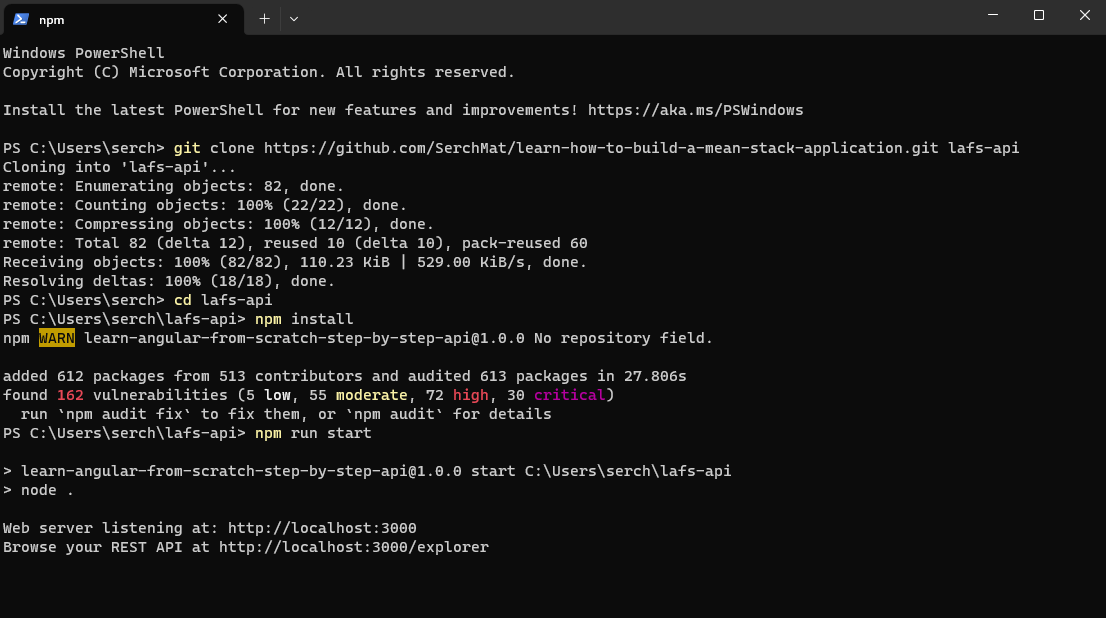 npm
Windows PowerShell
Copyright (C) Microsoft Corporation. All rights reserved.
Install the latest PowerShell for new features and improvements! https://aka.ms/PSWindows
PS C:\Users\serch> git clone https://github.com/SerchMat/learn-how-to-build-a-mean-stack-application.git lafs-api
Cloning into 'lafs-api'...
remote: Enumerating objects: 82, done.
remote: Counting objects: 100% (22/22), done.
remote: Compressing objects: 100% (12/12), done.
remote: Total 82 (delta 12), reused 10 (delta 10), pack-reused 60
Receiving objects: 100% (82/82), 110.23 KiB | 529.00 KiB/s, done.
Resolving deltas: 100% (18/18), done.
PS C:\Users\serch> cd lafs-api
PS C:\Users\serch\lafs-api> npm install
npm WARN learn-angular-from-scratch-step-by-step-api@1.0.0 No repository field.
added 612 packages from 513 contributors and audited 613 packages in 27.806s
found 162 vulnerabilities (5 low, 55 moderate, 72 high, 30 critical)
  run `npm audit fix` to fix them, or `npm audit` for details
PS C:\Users\serch\lafs-api> npm run start
> learn-angular-from-scratch-step-by-step-api@1.0.0 start C:\Users\serch\lafs-api
> node .
Web server listening at: http://localhost:3000
Browse your REST API at http://localhost:3000/explorer